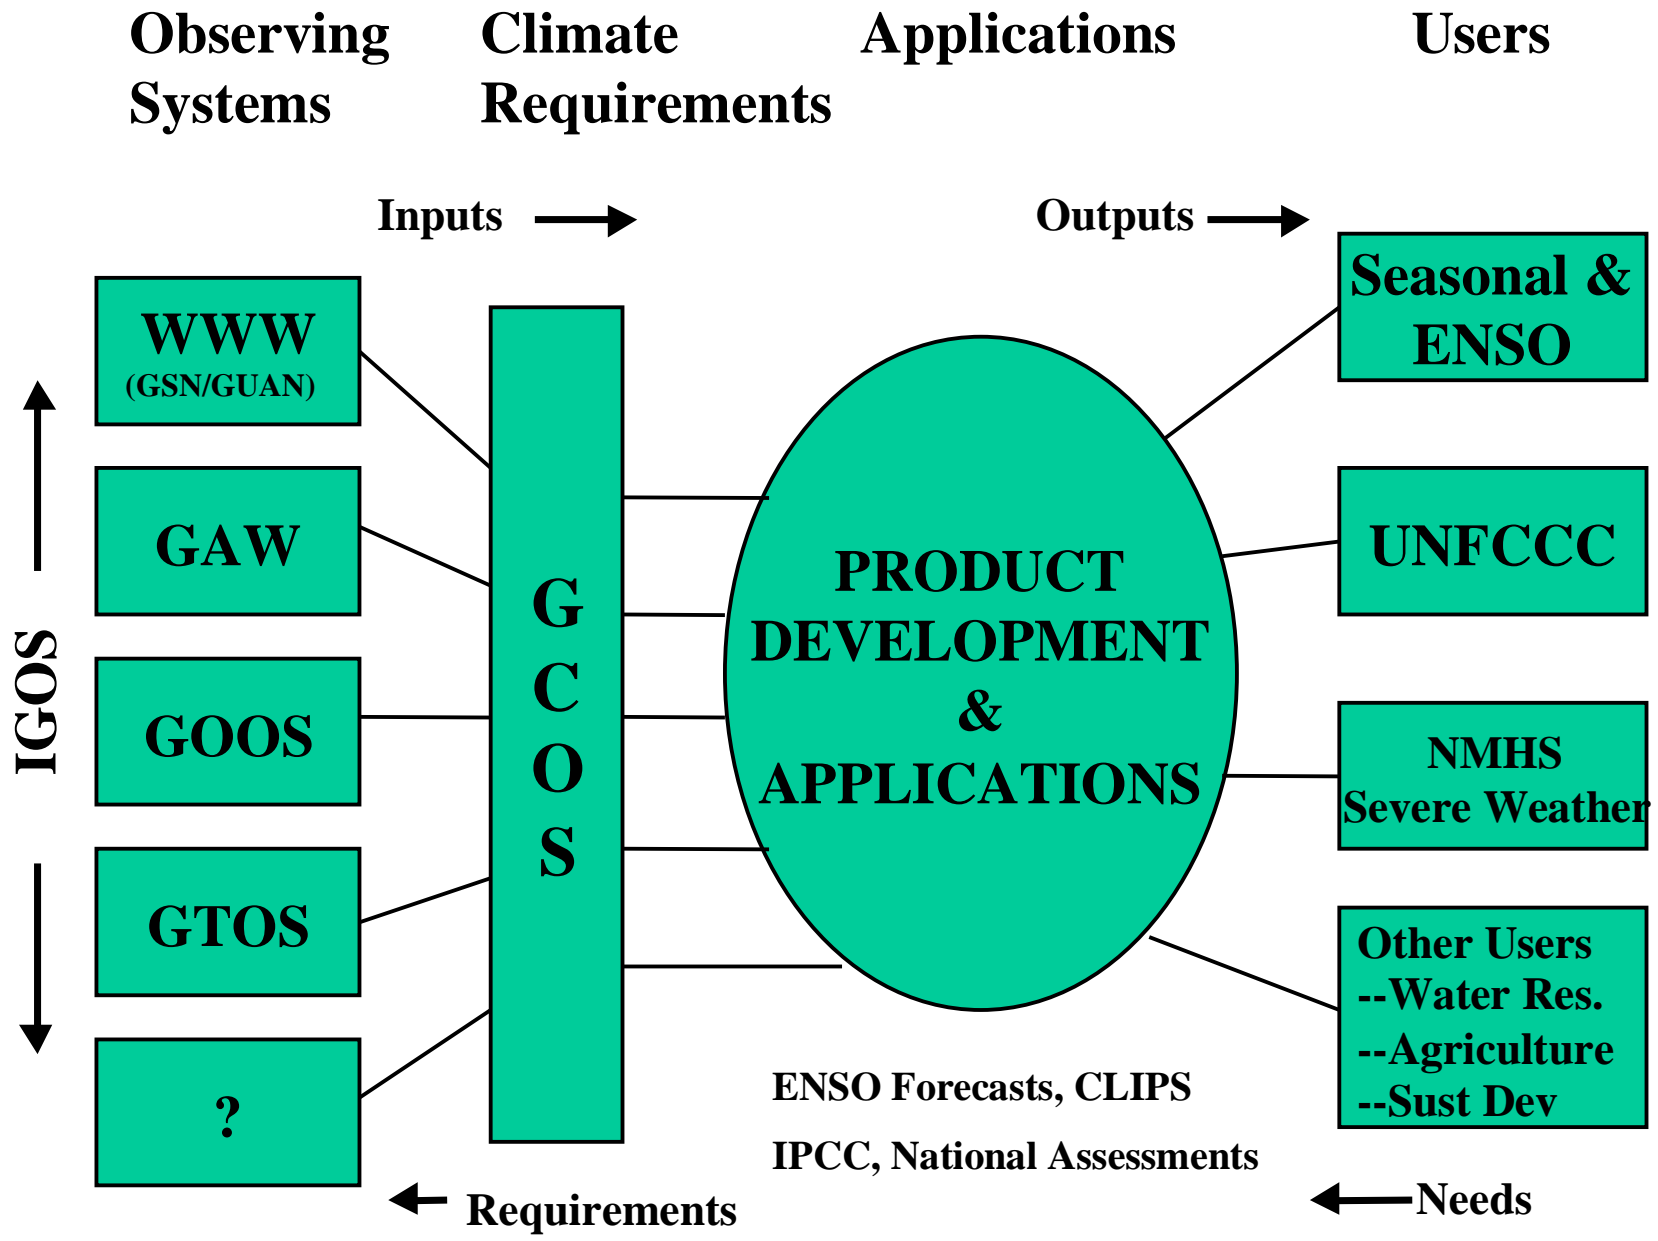 Observing
Systems
Climate
Requirements
Applications
Users
Inputs
Outputs
IGOS
WWW
(GSN/GUAN)
GAW
GOOS
GTOS
?
G
C
O
S
PRODUCT
DEVELOPMENT
&
APPLICATIONS
Seasonal &
ENSO
UNFCCC
NMHS
Severe Weather
Other Users
--Water Res.
--Agriculture
--Sust Dev
ENSO Forecasts, CLIPS
IPCC, National Assessments
Requirements
Needs